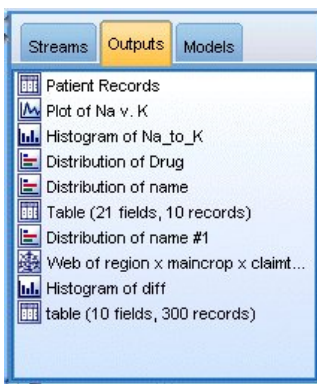 Streams Outputs Models
Patient Records
Plot of Na v. K
Histogram of Na_to_K
Distribution of Drug
Distribution of name
Table (21 fields, 10 records)
Distribution of name #1
Web of region x maincrop x claimt...
Histogram of diff
table (10 fields, 300 records)